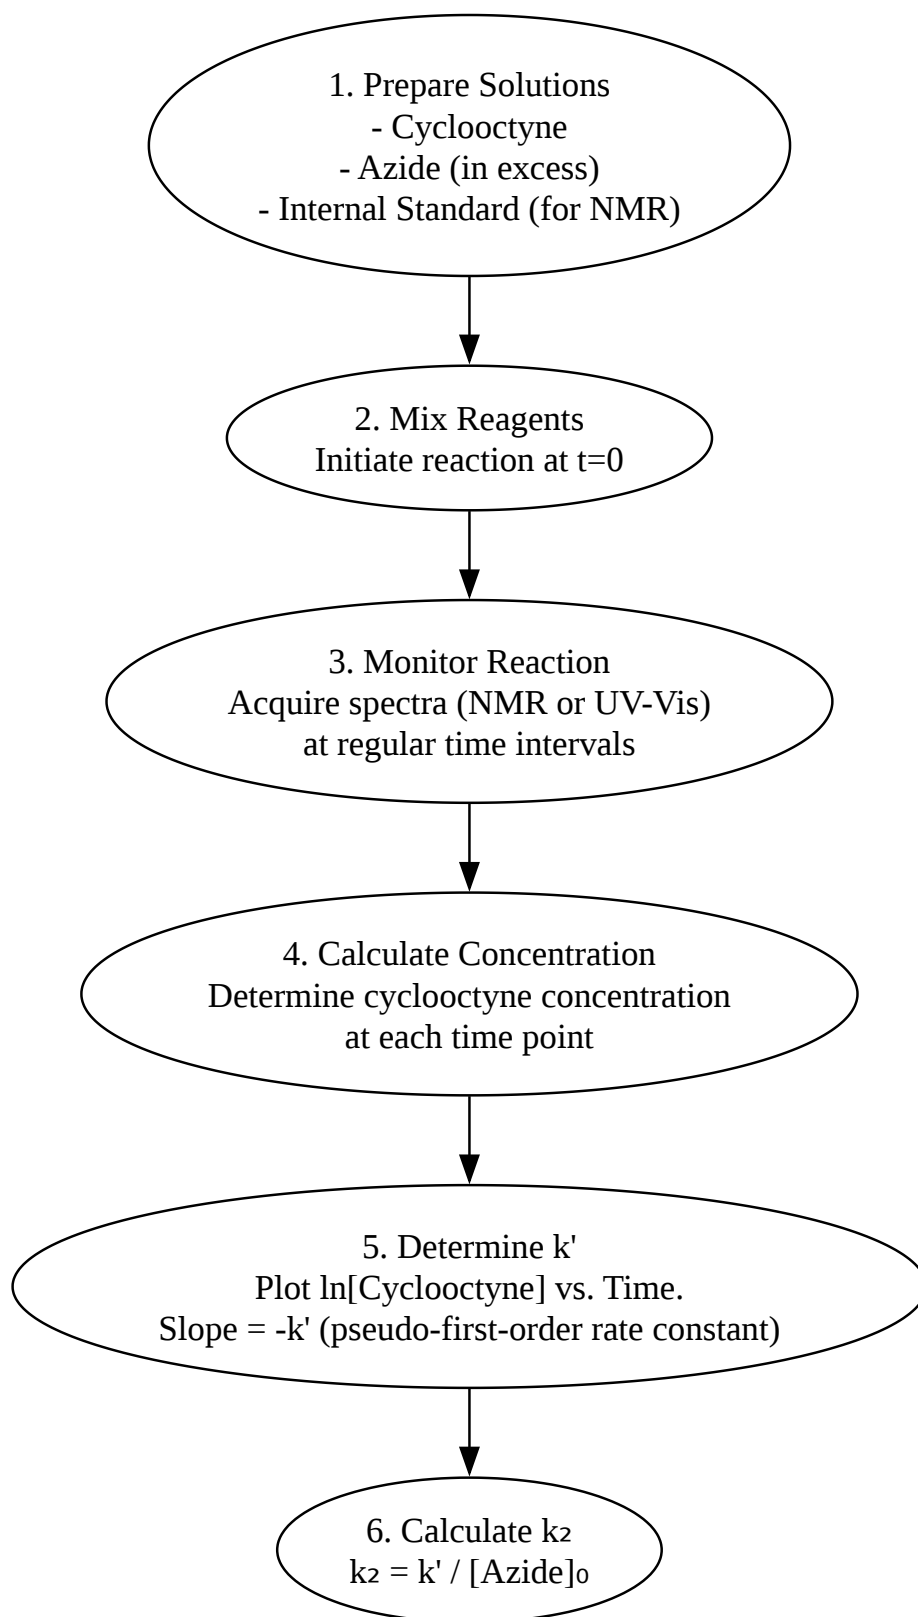 1. Prepare Solutions
- Cyclooctyne
- Azide (in excess)
- Internal Standard (for NMR)
2. Mix Reagents
Initiate reaction at t=0
3. Monitor Reaction
Acquire spectra (NMR or UV-Vis)
at regular time intervals
4. Calculate Concentration
Determine cyclooctyne concentration
at each time point
5. Determine k'
Plot ln[Cyclooctyne] vs. Time.
Slope = -k' (pseudo-first-order rate constant)
6. Calculate k₂
k₂ = k' / [Azide]₀